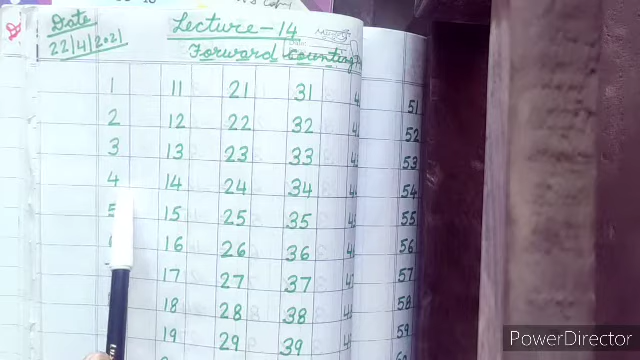 Date Lecture-14
22/4/2021 Forward counting
1 11 21 31 51
2 12 22 32 52
3 13 23 33 53
4 14 24 34 54
15 25 35 55
16 26 36 56
17 27 37 57
18 28 38 58
19 29 39 59
PowerDirector